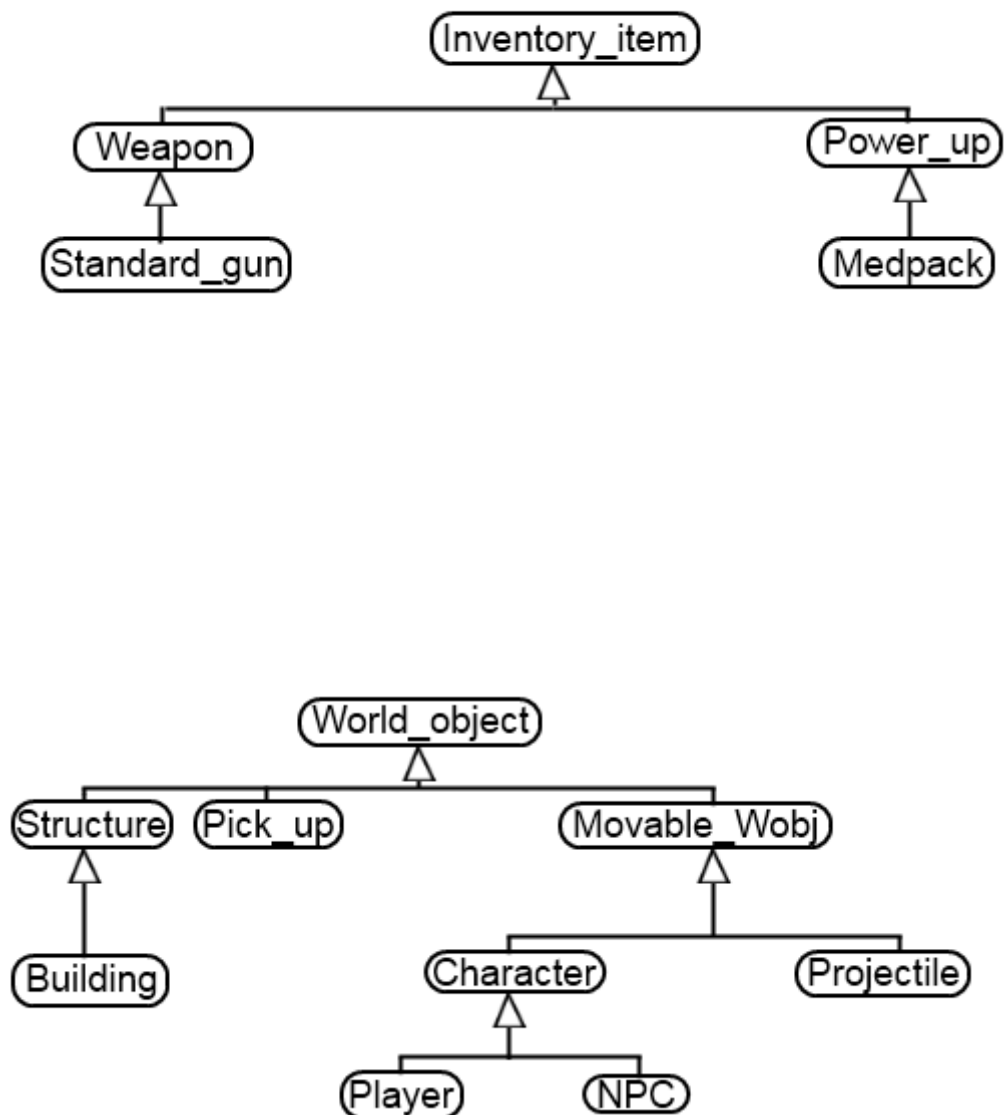 Inventory_item
Weapon
Power_up
Standard_gun
Medpack
World_object
Structure
Pick_up
Movable_Wobj
Building
Character
Projectile
Player
NPC